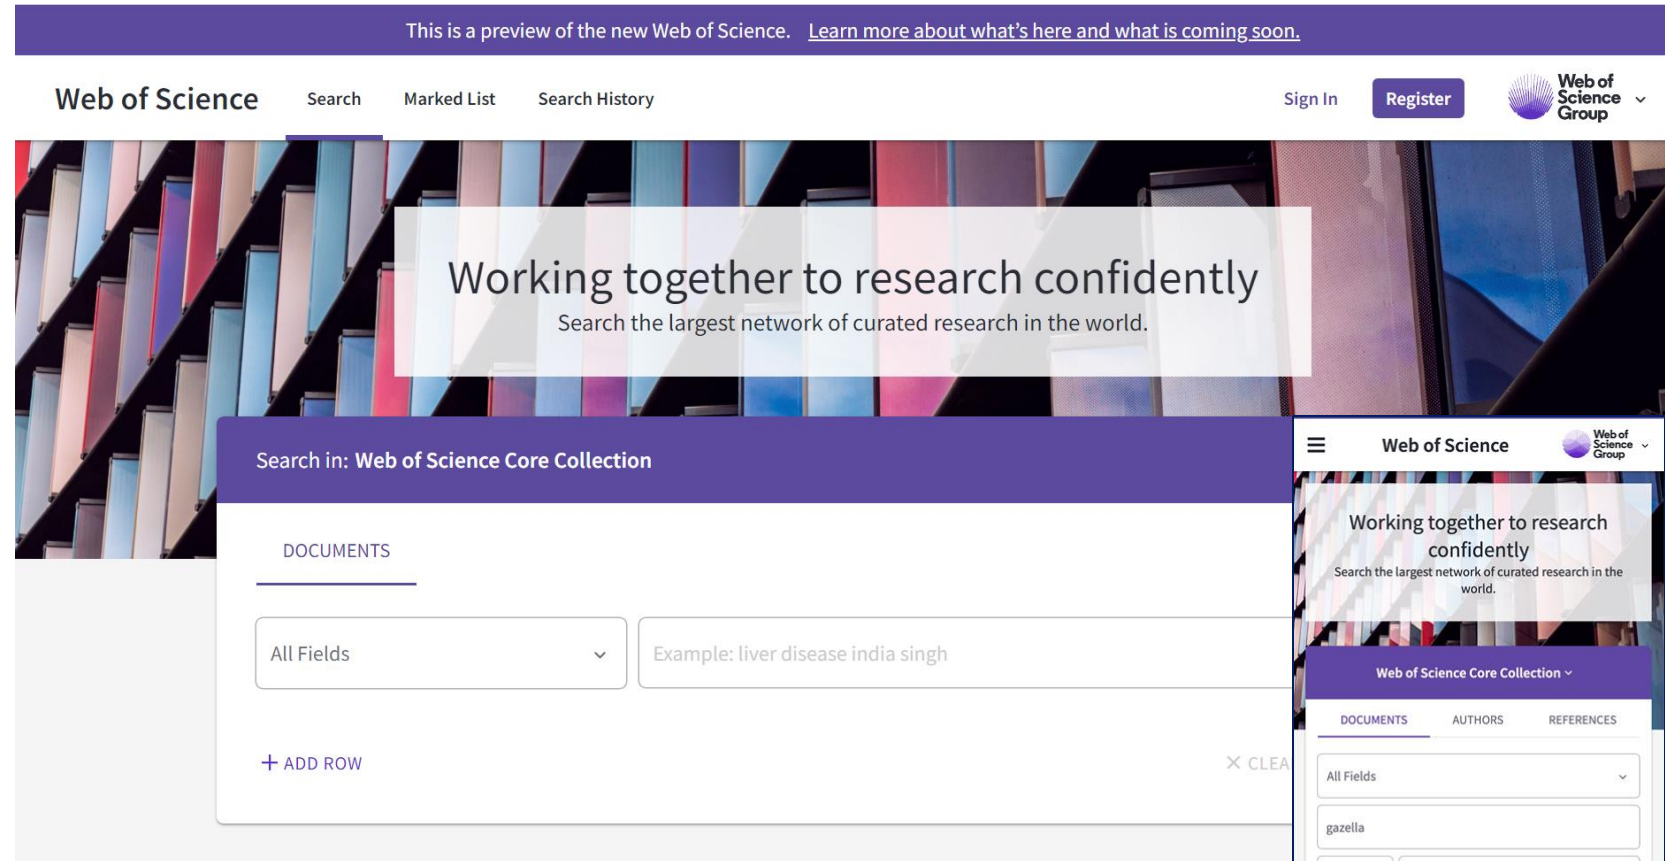 This is a preview of the new Web of Science. Learn more about what's here and what is coming soon.
Web of Science Search Marked List Search History Sign In Register
Web of
Science
Group
Working together to research confidently
Search the largest network of curated research in the world.
Search in: Web of Science Core Collection
DOCUMENTS
All Fields
Example: liver disease india singh
+ ADD ROW
× CLEA
Web of Science
Web of
Science
Group
Working together to research
confidently
Search the largest network of curated research in the
world.
Web of Science Core Collection
DOCUMENTS AUTHORS REFERENCES
All Fields
gazella